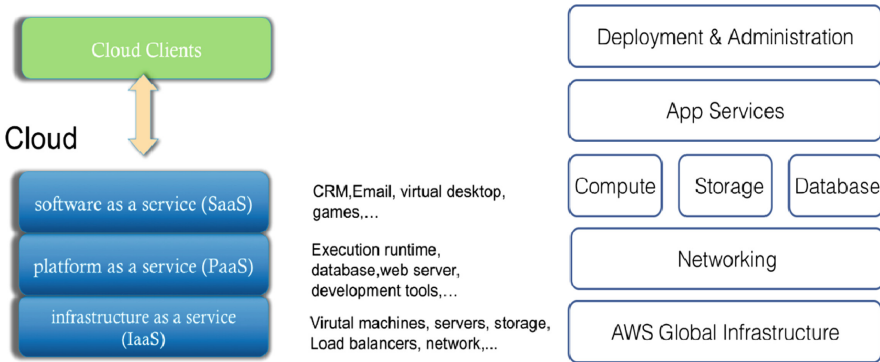 Cloud Clients
Cloud
software as a service (SaaS)
platform as a service (PaaS)
infrastructure as a service
(IaaS)
CRM,Email, virtual desktop,
games,...
Execution runtime,
database,web server,
development tools,...
Virutal machines, servers, storage,
Load balancers, network,...
Deployment & Administration
App Services
Compute
Storage
Database
Networking
AWS Global Infrastructure